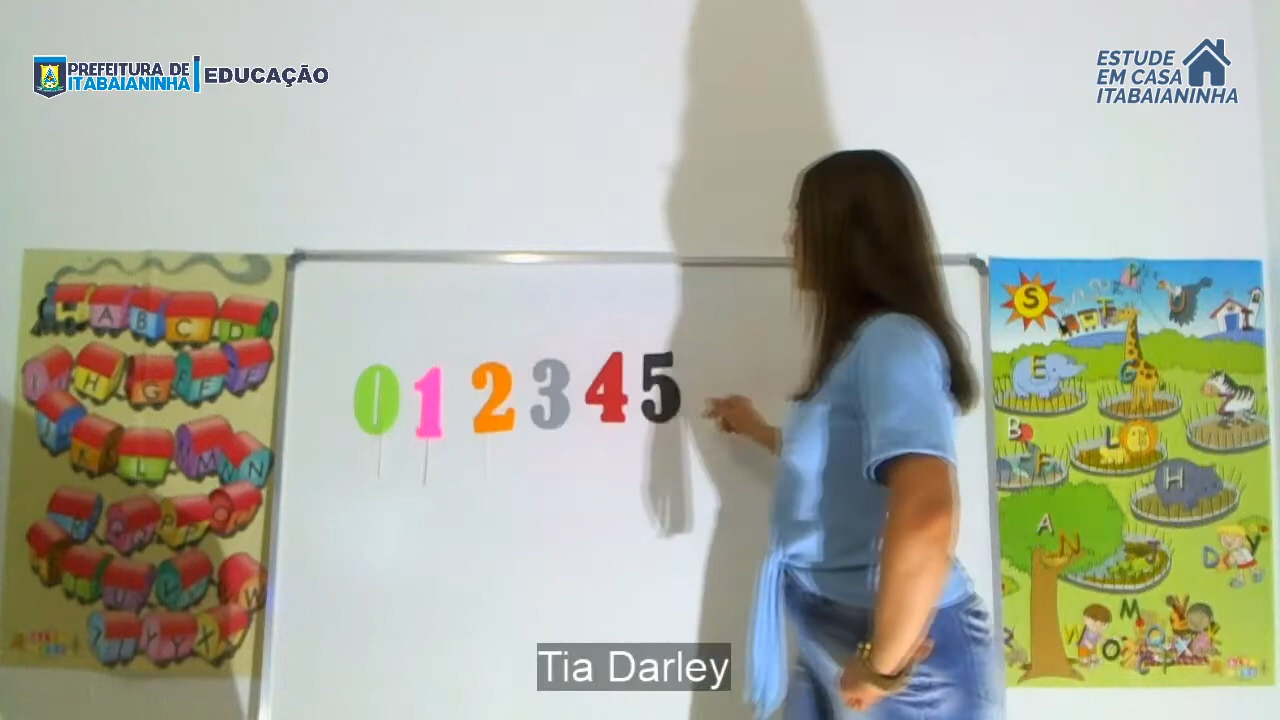 PREFEITURA DE
ITABAIANINHA
EDUCAÇÃO
ESTUDE
EM CASA
ITABAIANINHA
A B C D
H G F E
L
M N
0 1 2 3 4 5
S T
E G
B L
F H
A N
D Y
M
W O Q X
Tia Darley